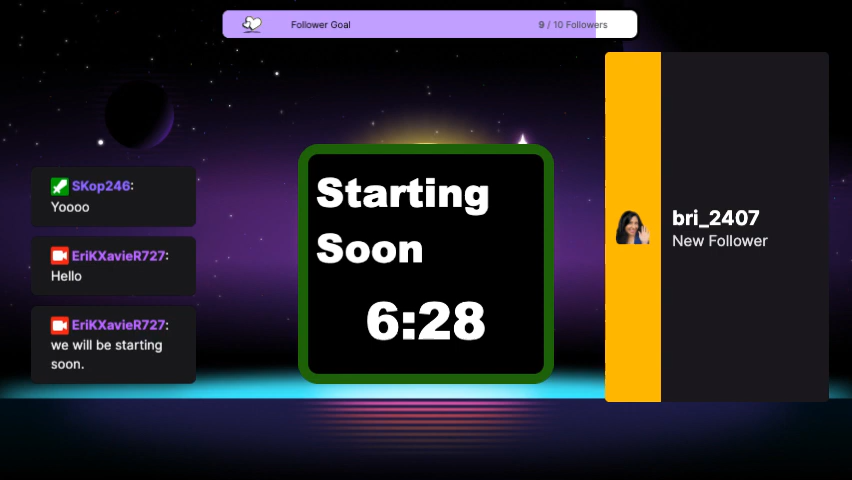 Follower Goal
9 / 10 Followers
SKop246:
Yoooo
EriKXavieR727:
Hello
EriKXavieR727:
we will be starting
soon.
Starting
Soon
6:28
bri_2407
New Follower